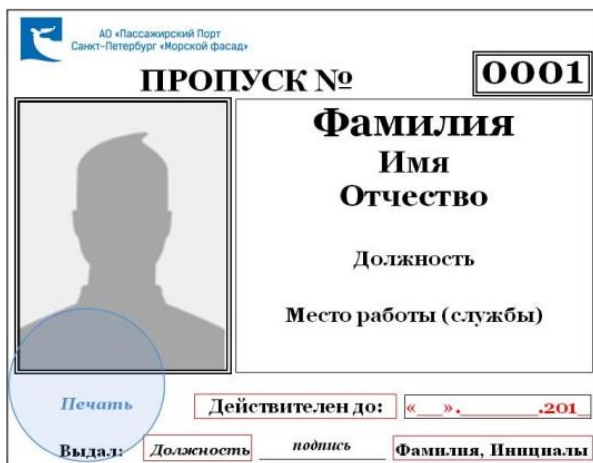 АО «Пассажирский Порт
Санкт-Петербург «Морской фасад»
ПРОПУСК № 0001
Фамилия
Имя
Отчество
Должность
Место работы (службы)
Печать
Действителен до: «__».________.201_
Выдал: Должность подпись Фамилия, Инициалы